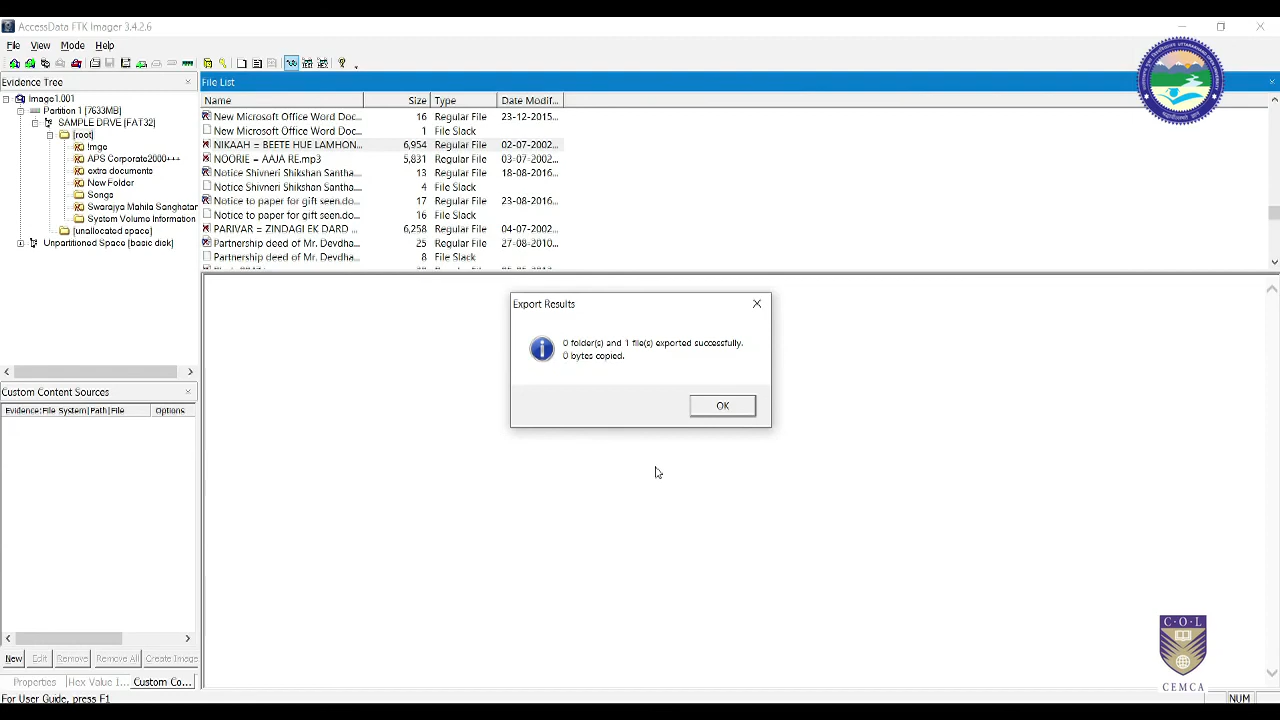 AccessData FTK Imager 3.4.2.6
File View Mode Help
Evidence Tree
Image1.001
Partition 1 [7633MB]
SAMPLE DRVE [FAT32]
[root]
!mge
APS Corporate2000+++
extra documents
New Folder
Songs
Swarajya Mahila Sanghatan
System Volume Information
[unallocated space]
Unpartitioned Space [basic disk]
File List
Name Size Type Date Modif...
New Microsoft Office Word Doc... 16 Regular File 23-12-2015...
New Microsoft Office Word Doc... 1 File Slack
NIKAAH = BEETE HUE LAMHON... 6,954 Regular File 02-07-2002...
NOORIE = AAJA RE.mp3 5,831 Regular File 03-07-2002...
Notice Shivneri Shikshan Santha... 13 Regular File 18-08-2016...
Notice Shivneri Shikshan Santha... 4 File Slack
Notice to paper for gift seen.do... 17 Regular File 23-08-2016...
Notice to paper for gift seen.do... 16 File Slack
PARIVAR = ZINDAGI EK DARD ... 6,258 Regular File 04-07-2002...
Partnership deed of Mr. Devdha... 25 Regular File 27-08-2010...
Partnership deed of Mr. Devdha... 8 File Slack
Export Results
0 folder(s) and 1 file(s) exported successfully.
0 bytes copied.
OK
Custom Content Sources
Evidence:File System|Path|File Options
New Edit Remove Remove All Create Image
Properties Hex Value I... Custom Co...
For User Guide, press F1
NUM
C·O·L
CEMCA